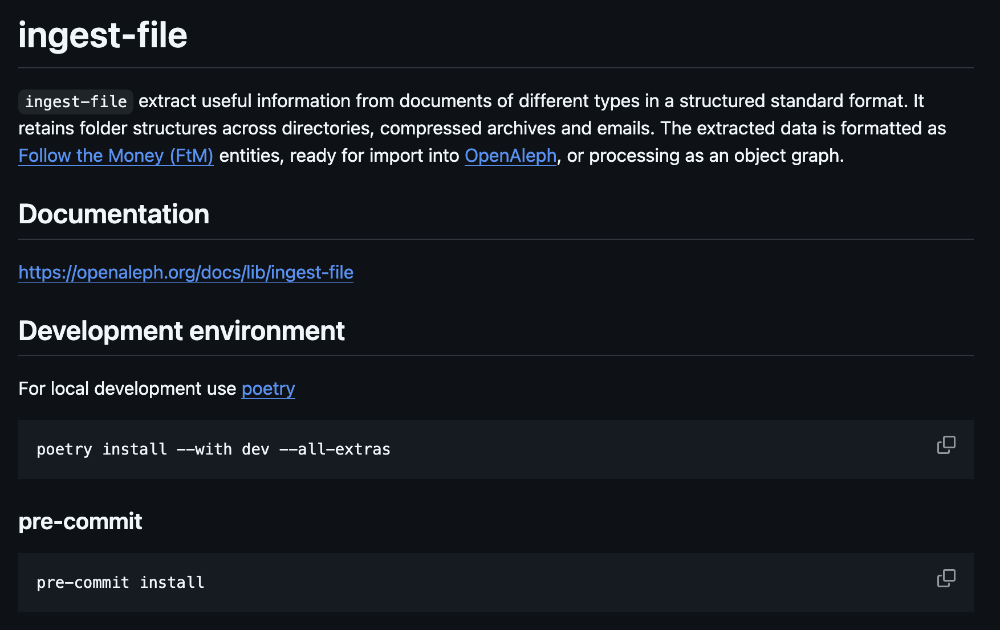 ingest-file
ingest-file extract useful information from documents of different types in a structured standard format. It
retains folder structures across directories, compressed archives and emails. The extracted data is formatted as
Follow the Money (FtM) entities, ready for import into OpenAleph, or processing as an object graph.
Documentation
https://openaleph.org/docs/lib/ingest-file
Development environment
For local development use poetry
poetry install --with dev --all-extras
pre-commit
pre-commit install